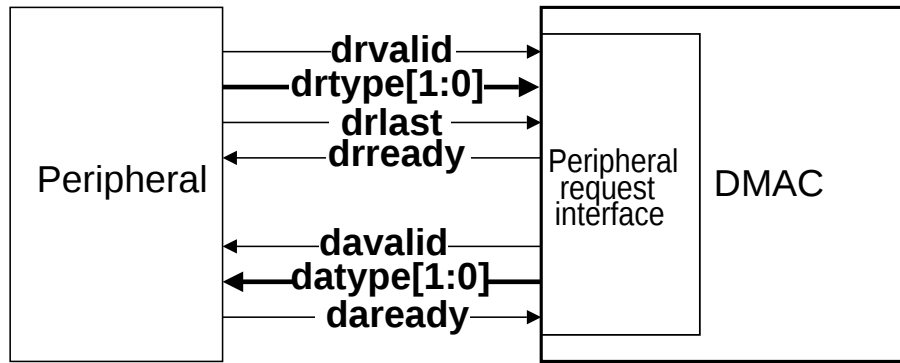 drvalid
drtype[1:0]
drlast
drready
Peripheral
Peripheral
request
interface
DMAC
davalid
datype[1:0]
daready